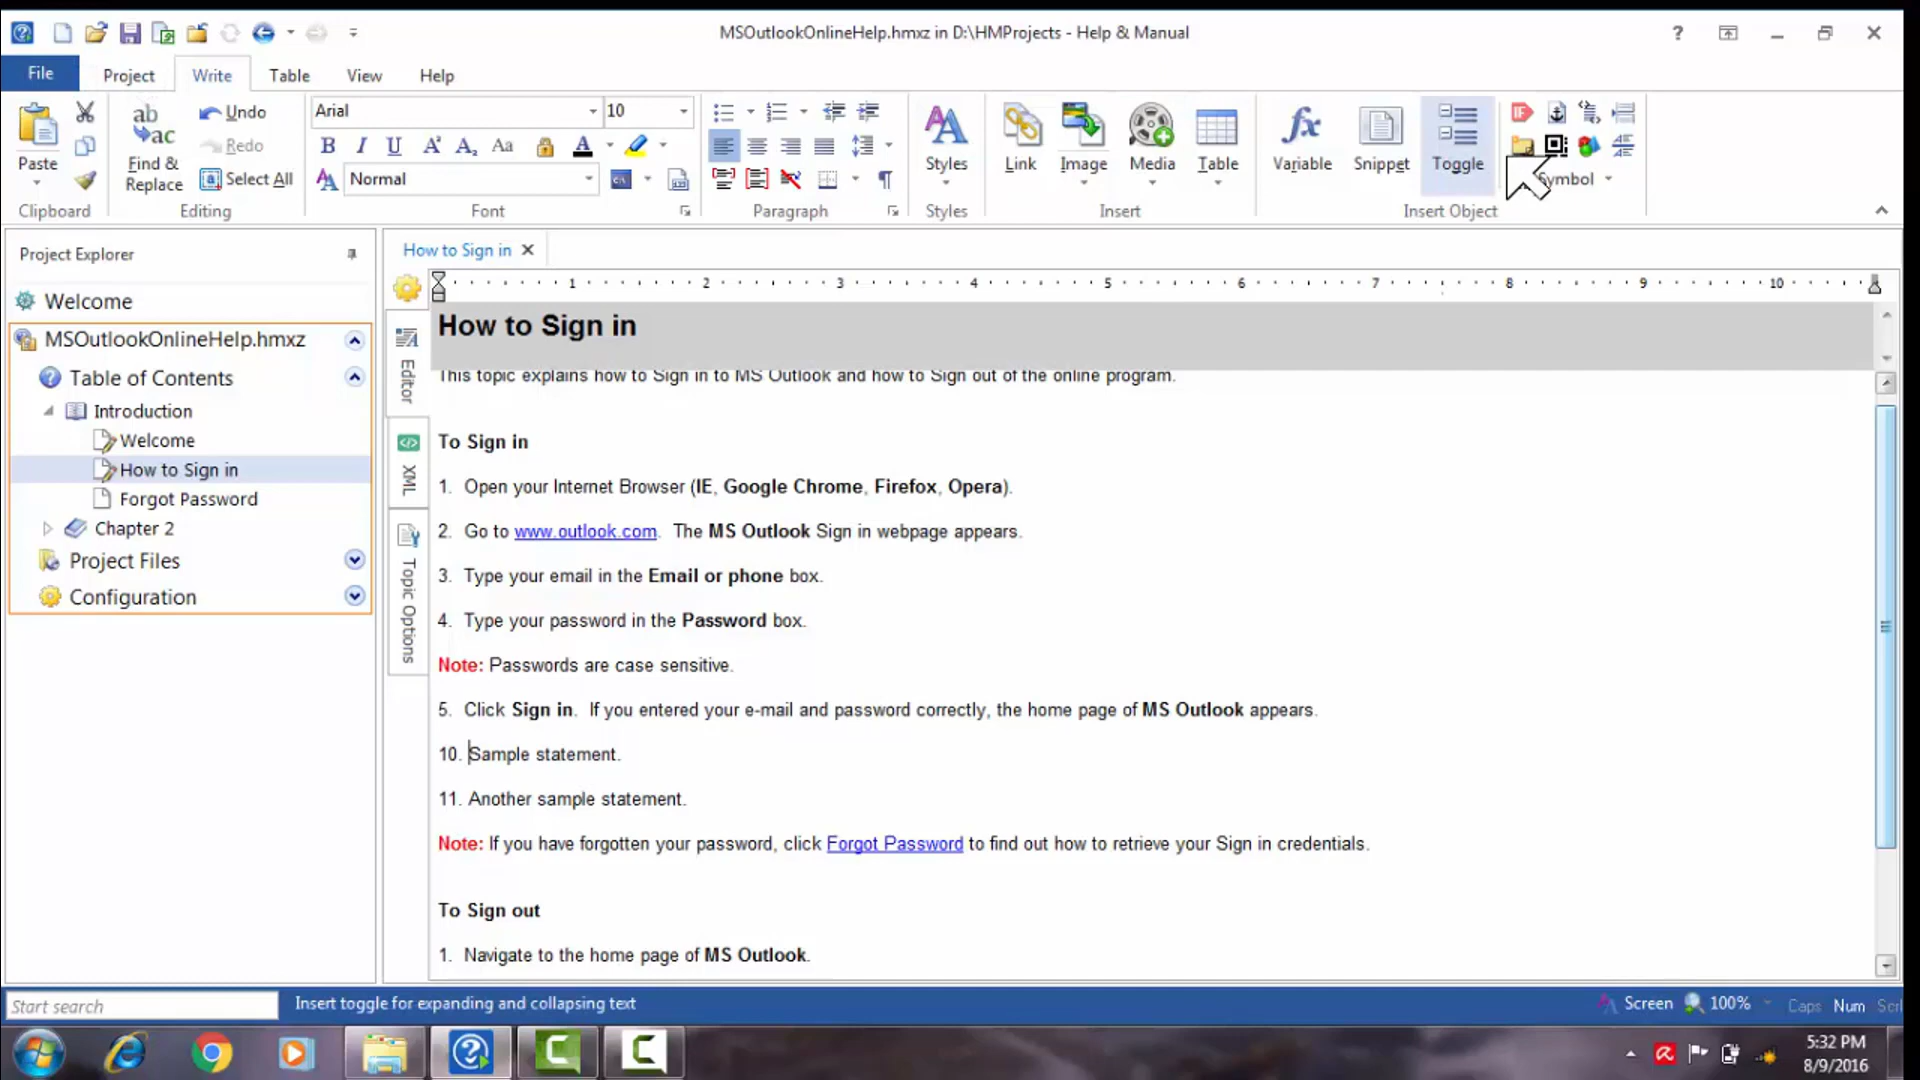 MSOutlookOnlineHelp.hmxz in D:\HMProjects - Help & Manual
File Project Write Table View Help
Paste
Clipboard
Find & Replace
Undo
Redo
Select All
Editing
Arial 10
Normal
Font
Paragraph
Styles
Styles
Link Image Media Table
Insert
Variable Snippet Toggle
Symbol
Insert Object
Project Explorer
Welcome
MSOutlookOnlineHelp.hmxz
Table of Contents
Introduction
Welcome
How to Sign in
Forgot Password
Chapter 2
Project Files
Configuration
How to Sign in
1 2 3 4 5 6 7 8 9 10
Editor
XML
Topic Options
How to Sign in
This topic explains how to Sign in to MS Outlook and how to Sign out of the online program.
To Sign in
1. Open your Internet Browser (IE, Google Chrome, Firefox, Opera).
2. Go to www.outlook.com. The MS Outlook Sign in webpage appears.
3. Type your email in the Email or phone box.
4. Type your password in the Password box.
Note: Passwords are case sensitive.
5. Click Sign in. If you entered your e-mail and password correctly, the home page of MS Outlook appears.
10. Sample statement.
11. Another sample statement.
Note: If you have forgotten your password, click Forgot Password to find out how to retrieve your Sign in credentials.
To Sign out
1. Navigate to the home page of MS Outlook.
Start search
Insert toggle for expanding and collapsing text
Screen 100% Caps Num
5:32 PM
8/9/2016